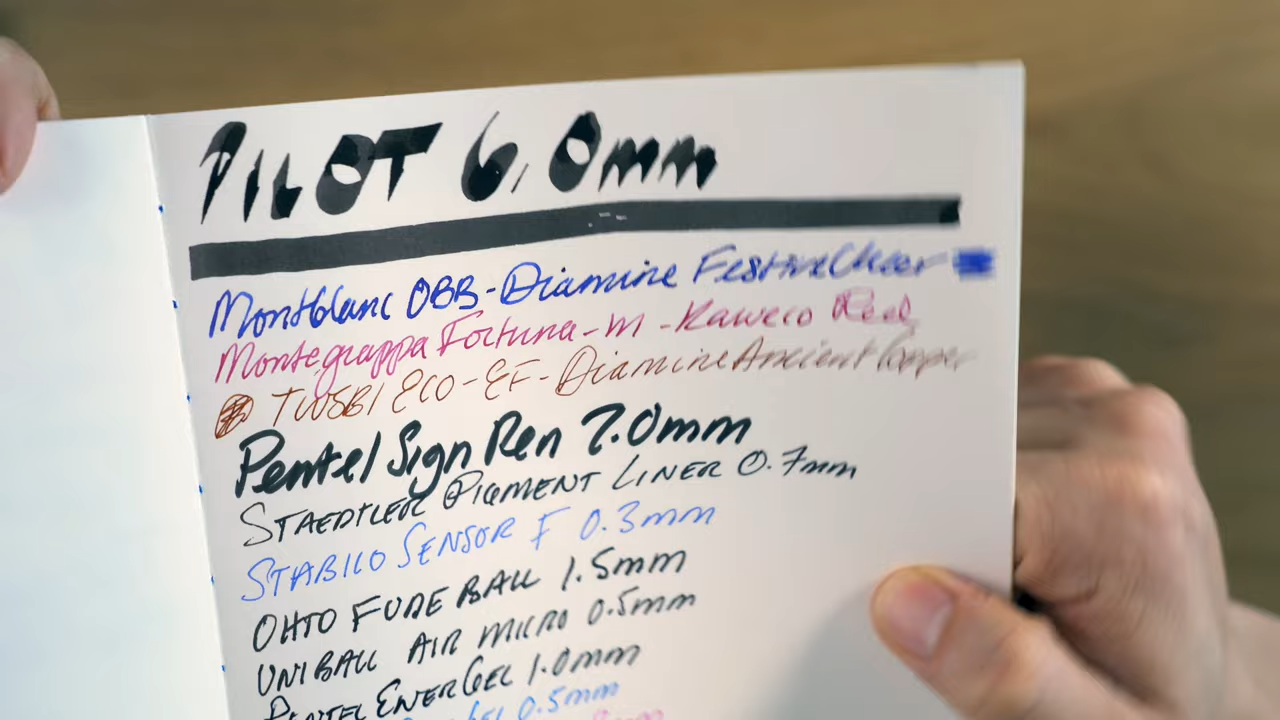 PILOT 6.0mm
Montblanc OBB - Diamine Festive Cheer
Montegrappa Fortuna - M - Kaweco Red
TWSBI ECO - EF - Diamine Ancient Copper
Pentel Sign Pen 2.0mm
STAEDTLER PIGMENT LINER 0.7mm
STABILO SENSOR F 0.3mm
OHTO FUDE BALL 1.5mm
UNIBALL AIR MICRO 0.5mm
PENTEL ENERGEL 1.0mm
0.5mm